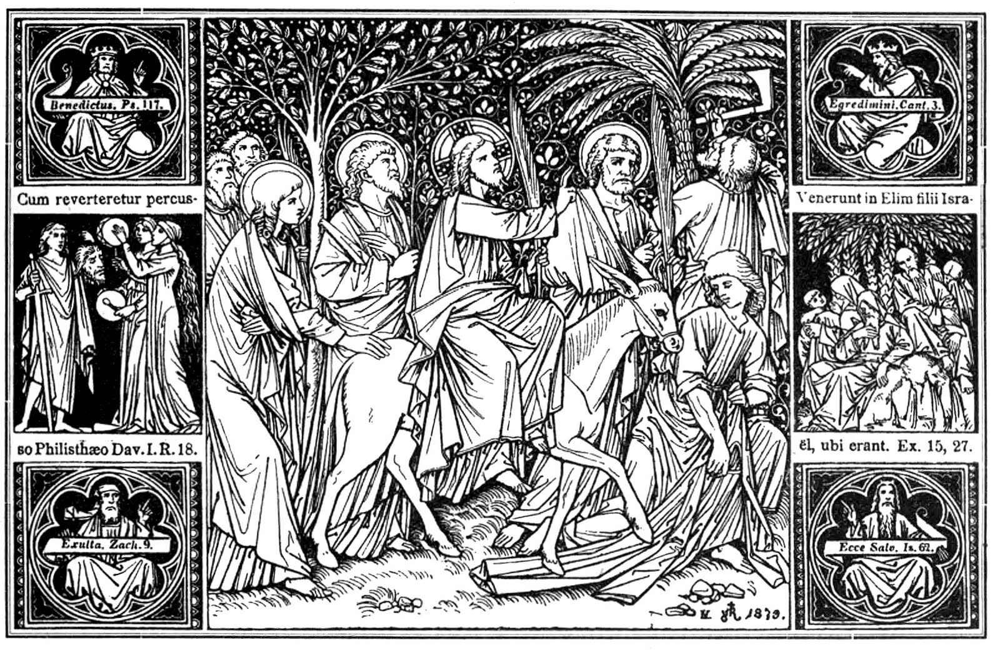 Benedictus. Ps. 117.
Cum reverteretur percus-
so Philisthæo Dav. I. R. 18.
Exulta. Zach. 9.
Egredimini. Cant. 3.
Venerunt in Elim filii Isra-
ël, ubi erant. Ex. 15, 27.
Ecce Salv. Is. 62.
1879.